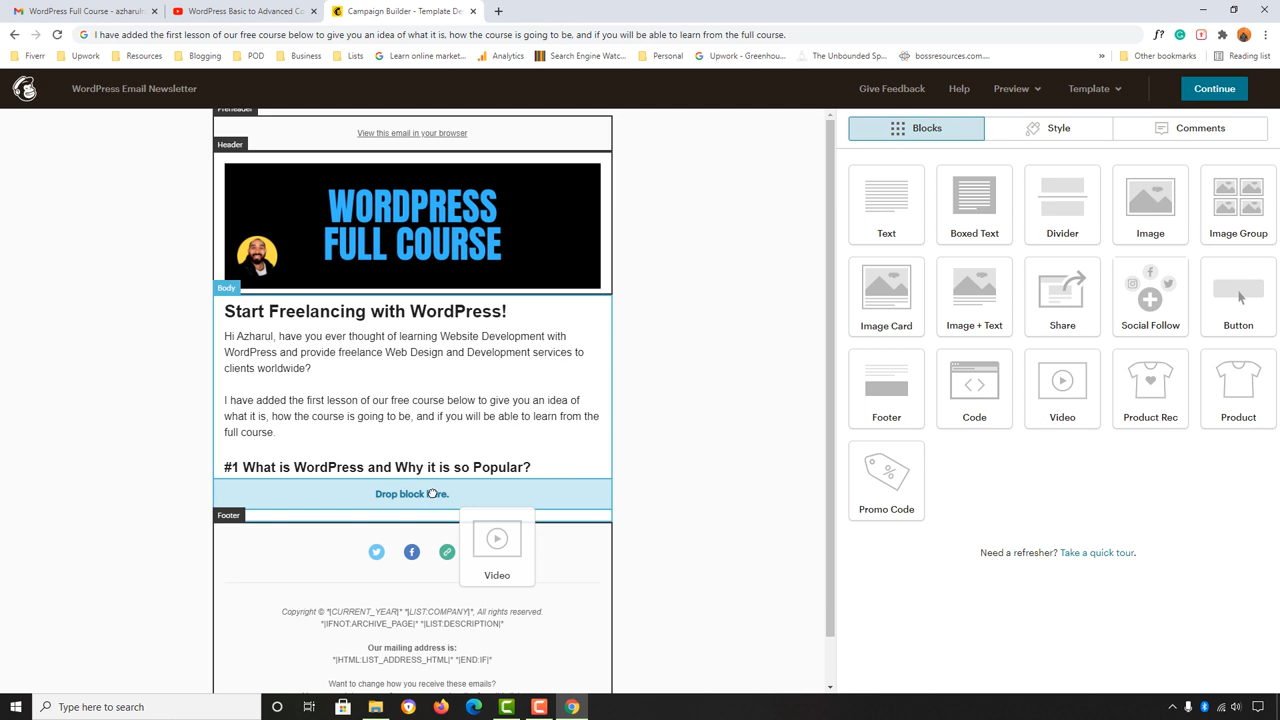 WordPress Full Course - azharuln
WordPress Basic to Advanced Co
Campaign Builder - Template De
I have added the first lesson of our free course below to give you an idea of what it is, how the course is going to be, and if you will be able to learn from the full course.
Fiverr
Upwork
Resources
Blogging
POD
Business
Lists
Learn online market...
Analytics
Search Engine Watc...
Personal
Upwork - Greenhou...
The Unbounded Sp...
bossresources.com...
Other bookmarks
Reading list
WordPress Email Newsletter
Give Feedback
Help
Preview
Template
Continue
Preheader
View this email in your browser
Header
WORDPRESS
FULL COURSE
Body
Start Freelancing with WordPress!
Hi Azharul, have you ever thought of learning Website Development with
WordPress and provide freelance Web Design and Development services to
clients worldwide?
I have added the first lesson of our free course below to give you an idea of
what it is, how the course is going to be, and if you will be able to learn from the
full course.
#1 What is WordPress and Why it is so Popular?
Drop block here.
Footer
Video
Copyright © *|CURRENT_YEAR|* *|LIST:COMPANY|*, All rights reserved.
*|IFNOT:ARCHIVE_PAGE|* *|LIST:DESCRIPTION|*
Our mailing address is:
*|HTML:LIST_ADDRESS_HTML|* *|END:IF|*
Want to change how you receive these emails?
Blocks
Style
Comments
Text
Boxed Text
Divider
Image
Image Group
Image Card
Image + Text
Share
Social Follow
Button
Footer
Code
Video
Product Rec
Product
Promo Code
Need a refresher? Take a quick tour.
Type here to search